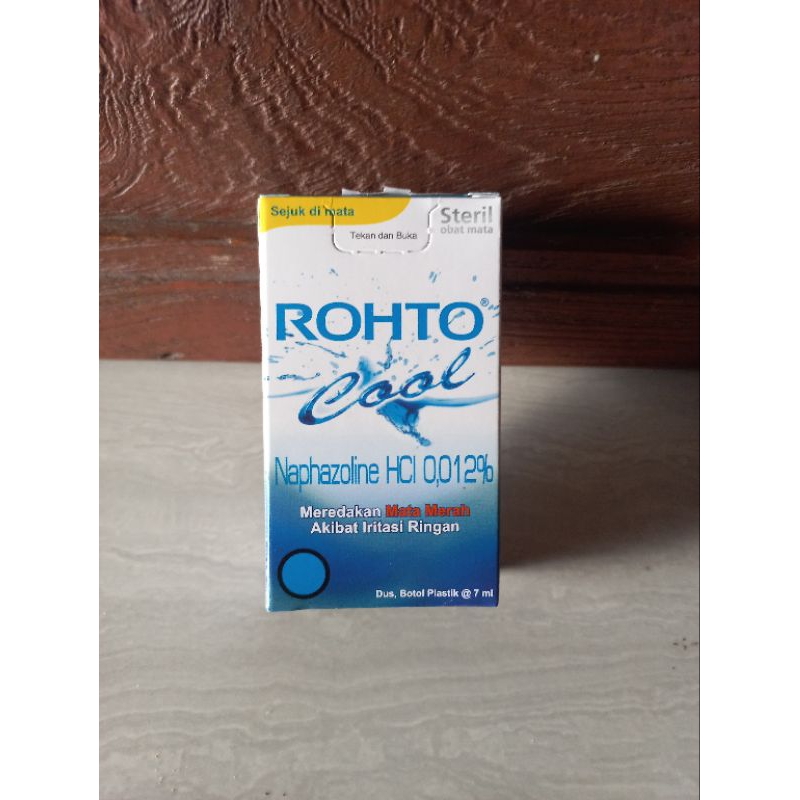 Sejuk di mata
Steril
obat mata
Tekan dan Buka
ROHTO®
Cool
Naphazoline HCl 0,012%
Meredakan Mata Merah
Akibat Iritasi Ringan
Dus, Botol Plastik @ 7 ml